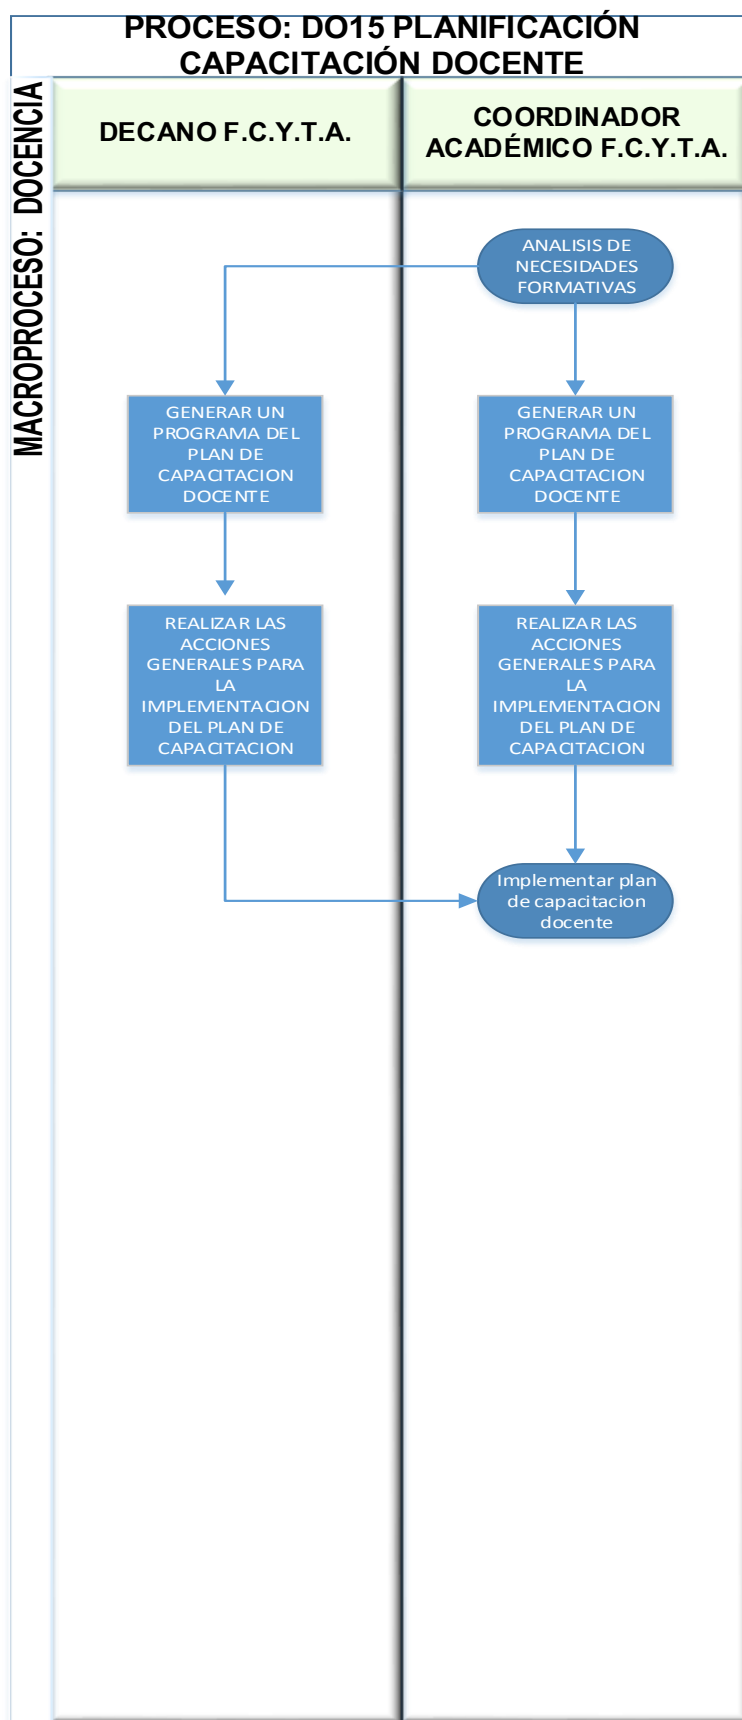 PROCESO: DO15 PLANIFICACIÓN
CAPACITACIÓN DOCENTE
MACROPROCESO: DOCENCIA
DECANO F.C.Y.T.A.
COORDINADOR
ACADÉMICO F.C.Y.T.A.
ANALISIS DE
NECESIDADES
FORMATIVAS
GENERAR UN
PROGRAMA DEL
PLAN DE
CAPACITACION
DOCENTE
GENERAR UN
PROGRAMA DEL
PLAN DE
CAPACITACION
DOCENTE
REALIZAR LAS
ACCIONES
GENERALES PARA
LA
IMPLEMENTACION
DEL PLAN DE
CAPACITACION
REALIZAR LAS
ACCIONES
GENERALES PARA
LA
IMPLEMENTACION
DEL PLAN DE
CAPACITACION
Implementar plan
de capacitacion
docente